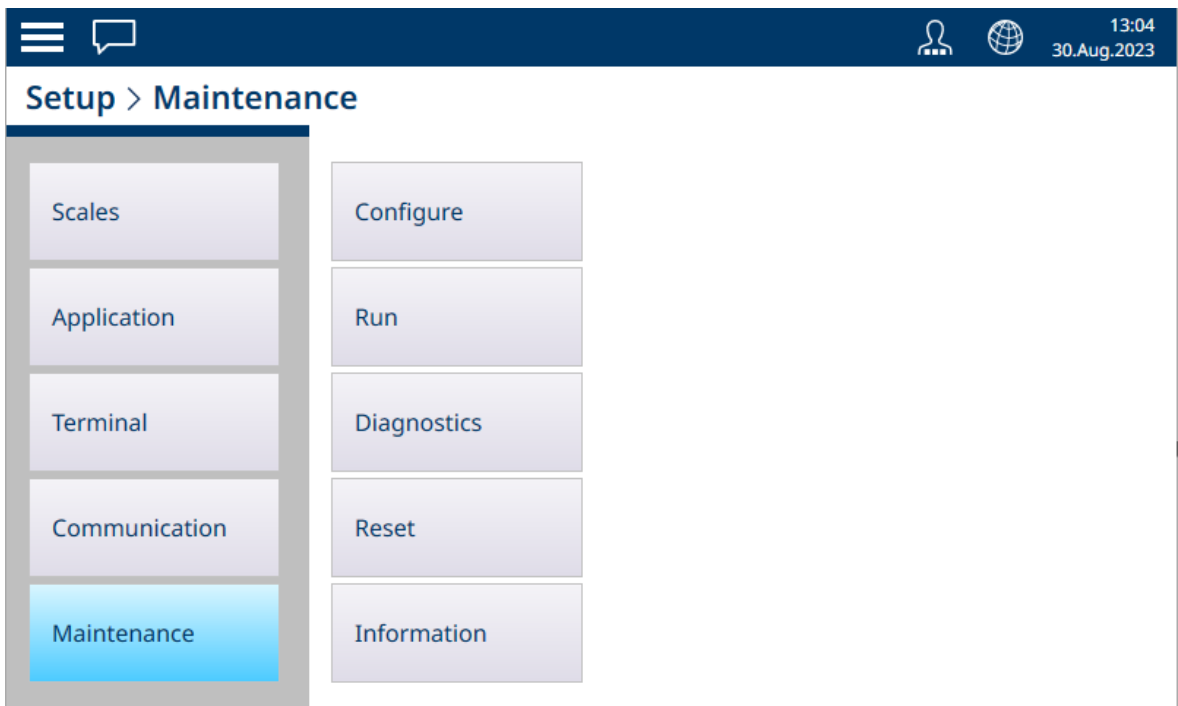 13:04
30.Aug.2023
Setup > Maintenance
Scales
Configure
Application
Run
Terminal
Diagnostics
Communication
Reset
Maintenance
Information